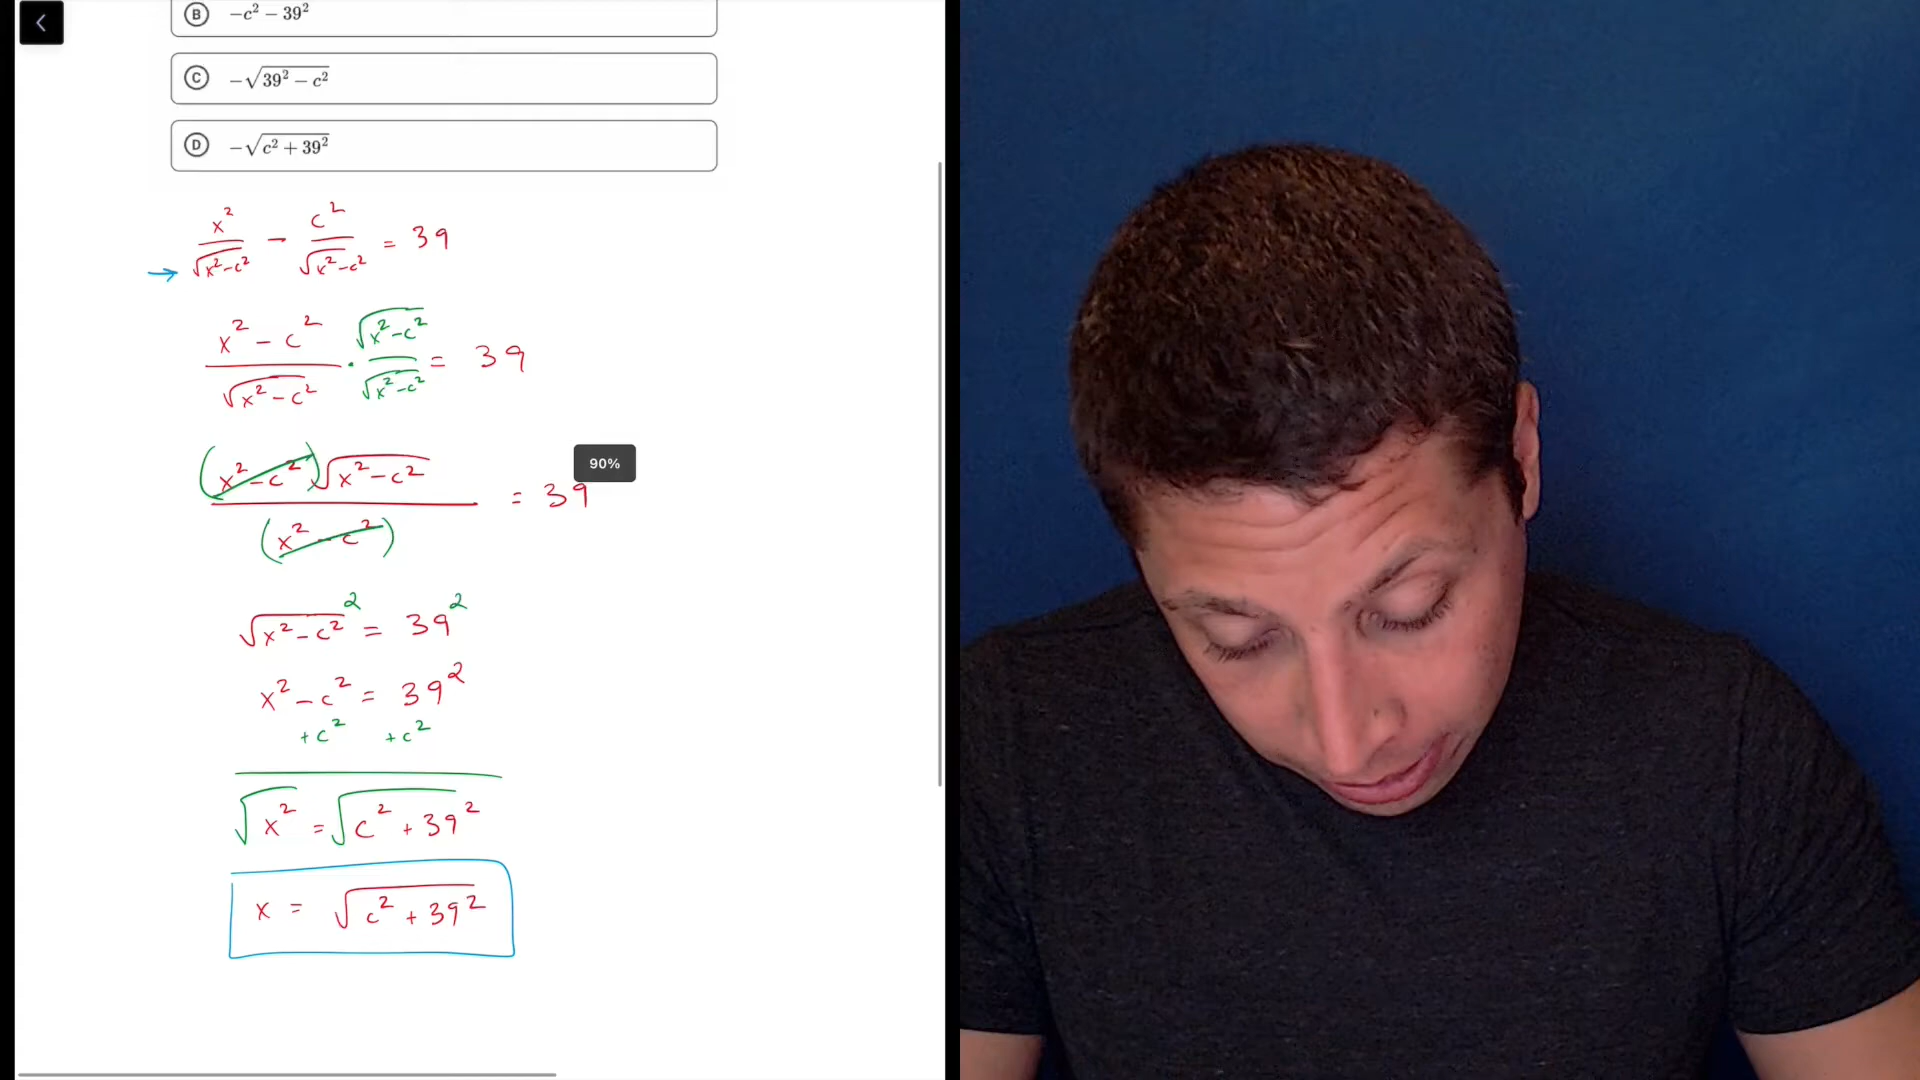 B −c² − 39²
C −√(39² − c²)
D −√(c² + 39²)
x²/√(x²−c²) − c²/√(x²−c²) = 39
→
(x² − c²)/√(x²−c²) · √(x²−c²)/√(x²−c²) = 39
(x² − c²)√(x²−c²)/(x² − c²) = 39
90%
√(x²−c²)² = 39²
x² − c² = 39²
+c² +c²
√x² = √(c² + 39²)
x = √(c² + 39²)